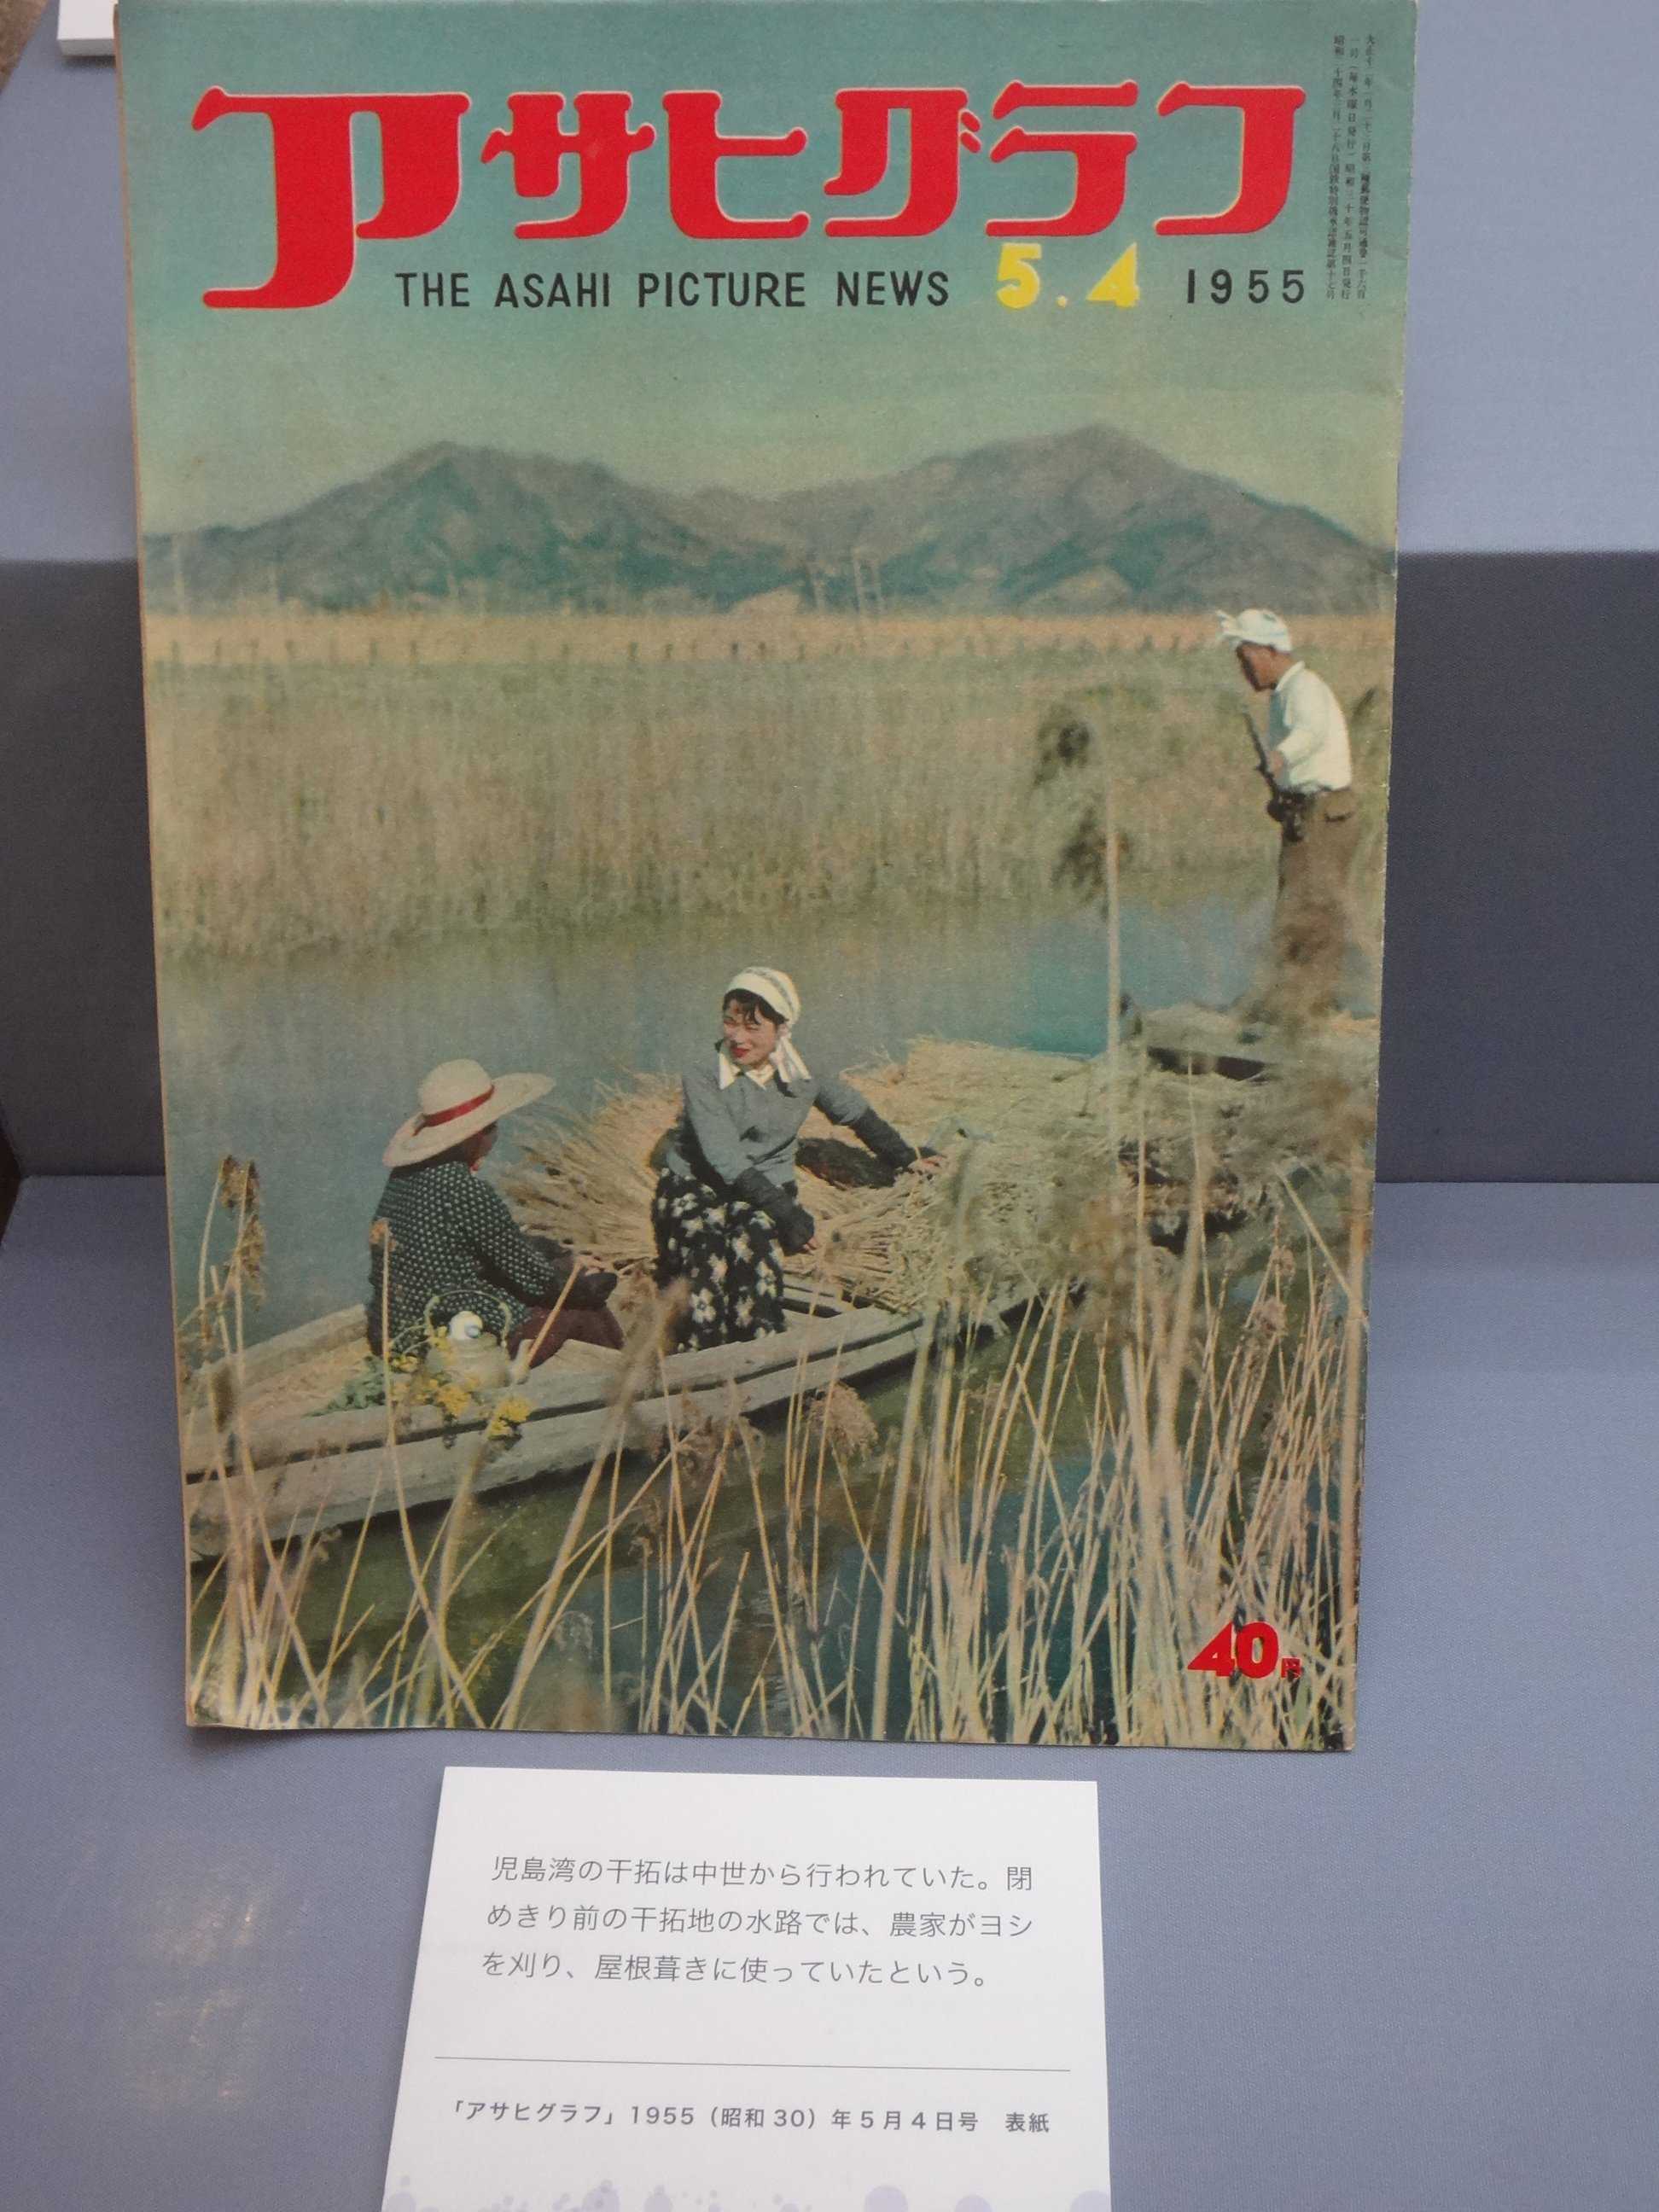 アサヒグラフ
THE ASAHI PICTURE NEWS 5.4 1955
40円
児島湾の干拓は中世から行われていた。閉
めきり前の干拓地の水路では、農家がヨシ
を刈り、屋根葺きに使っていたという。
「アサヒグラフ」1955（昭和30）年5月4日号　表紙